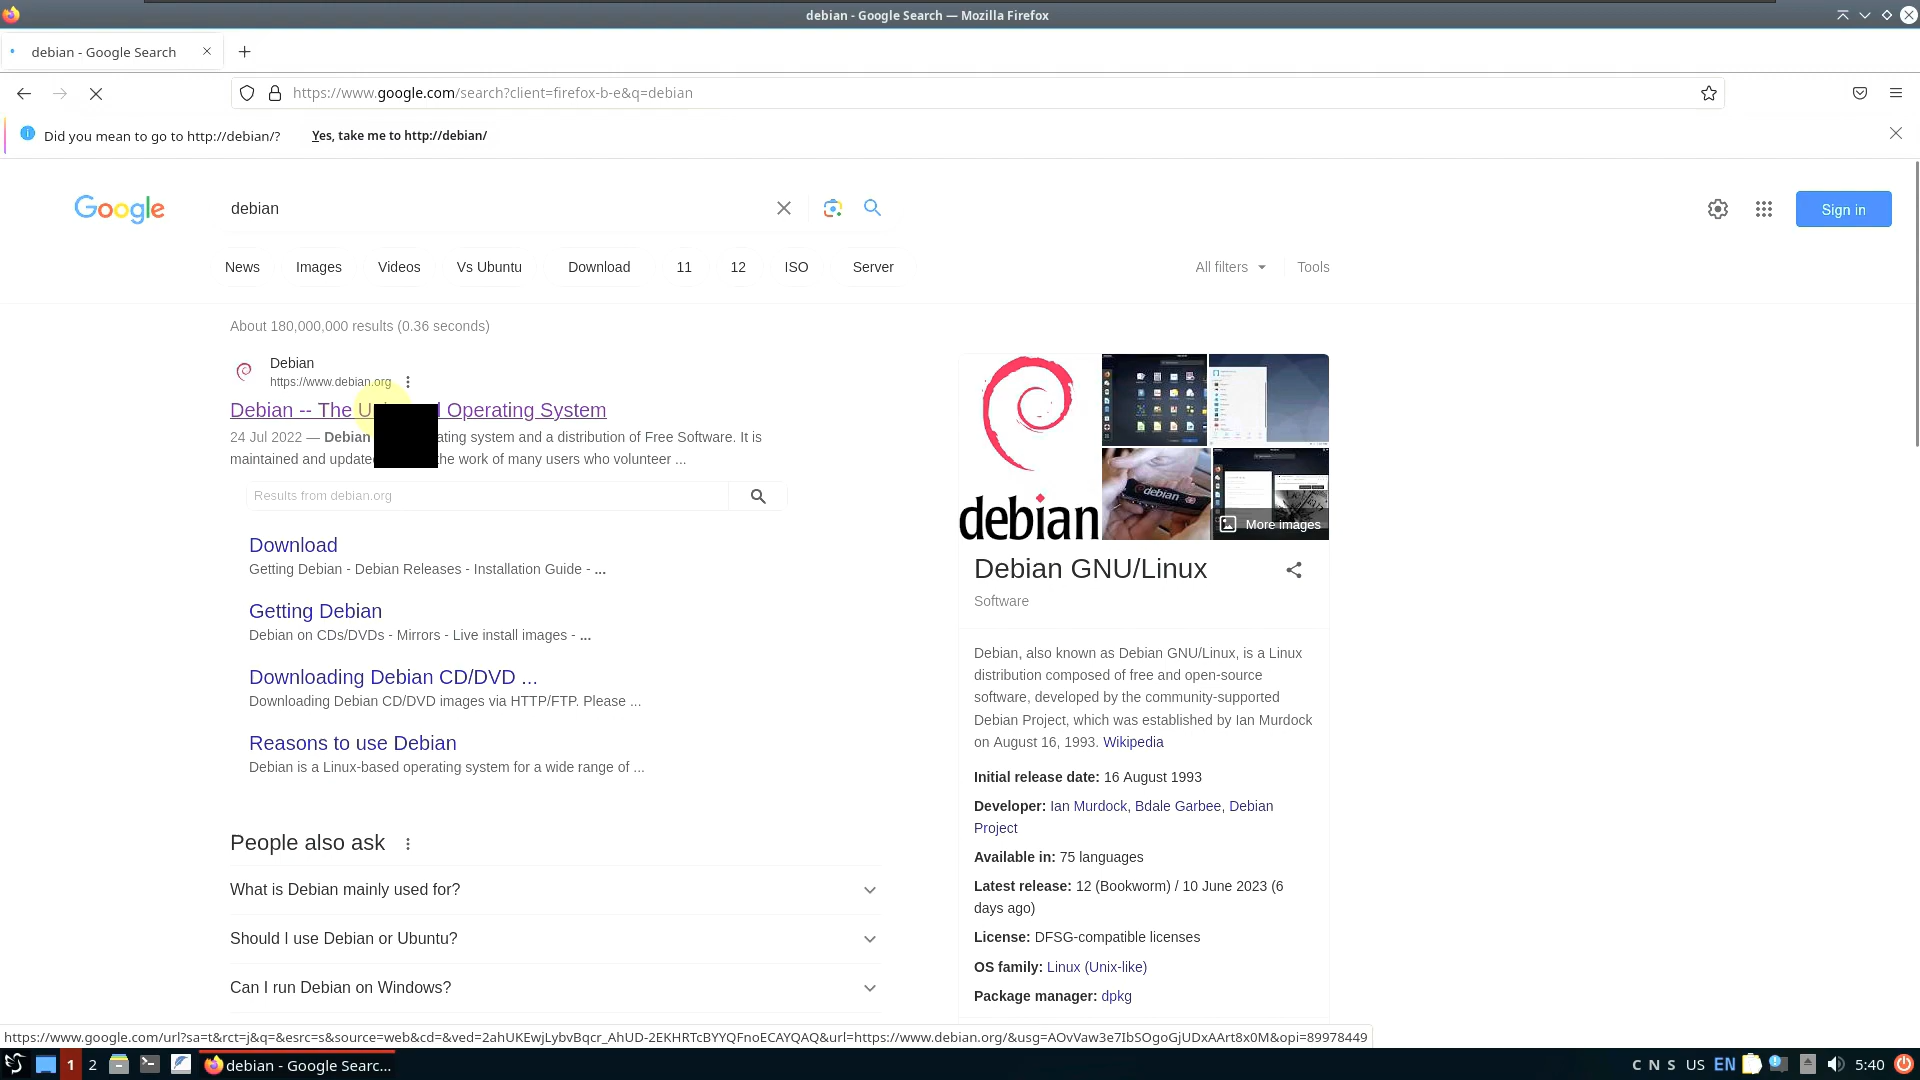 debian - Google Search — Mozilla Firefox
debian - Google Search
https://www.google.com/search?client=firefox-b-e&q=debian
Did you mean to go to http://debian/? Yes, take me to http://debian/
Google
debian
Sign in
News Images Videos Vs Ubuntu Download 11 12 ISO Server All filters Tools
About 180,000,000 results (0.36 seconds)
Debian
https://www.debian.org
Debian -- The Operating System
24 Jul 2022 — Debian system and a distribution of Free Software. It is
maintained and the work of many users who volunteer ...
Results from debian.org
Download
Getting Debian - Debian Releases - Installation Guide - ...
Getting Debian
Debian on CDs/DVDs - Mirrors - Live install images - ...
Downloading Debian CD/DVD ...
Downloading Debian CD/DVD images via HTTP/FTP. Please ...
Reasons to use Debian
Debian is a Linux-based operating system for a wide range of ...
People also ask
What is Debian mainly used for?
Should I use Debian or Ubuntu?
Can I run Debian on Windows?
debian
debian
More images
Debian GNU/Linux
Software
Debian, also known as Debian GNU/Linux, is a Linux
distribution composed of free and open-source
software, developed by the community-supported
Debian Project, which was established by Ian Murdock
on August 16, 1993. Wikipedia
Initial release date: 16 August 1993
Developer: Ian Murdock, Bdale Garbee, Debian
Project
Available in: 75 languages
Latest release: 12 (Bookworm) / 10 June 2023 (6
days ago)
License: DFSG-compatible licenses
OS family: Linux (Unix-like)
Package manager: dpkg
https://www.google.com/url?sa=t&rct=j&q=&esrc=s&source=web&cd=&ved=2ahUKEwjLybvBqcr_AhUD-2EKHRTcBYYQFnoECAYQAQ&url=https://www.debian.org/&usg=AOvVaw3e7IbSOgoGjUDxAArt8x0M&opi=89978449
1 2 debian - Google Searc... C N S US EN 5:40